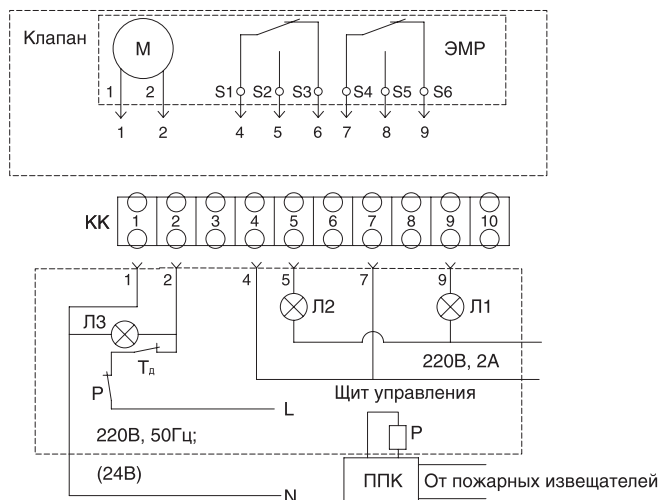 Клапан М ЭМР
1 2 S1 S2 S3 S4 S5 S6
1 2 4 5 6 7 8 9
КК 1 2 3 4 5 6 7 8 9 10
1 2 4 5 7 9
Л3 Л2 Л1
Тд
220В, 2А
Р
Щит управления
L
220В, 50Гц;
Р
(24В)
ППК От пожарных извещателей
N